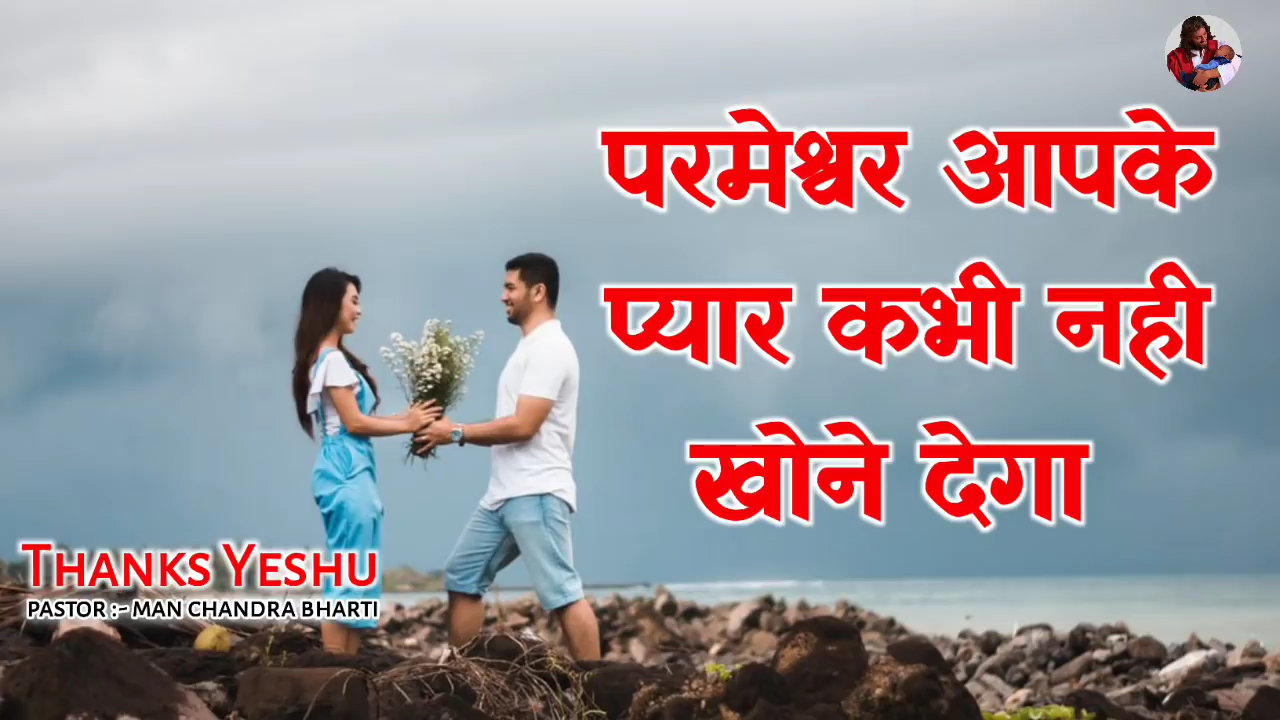 परमेश्वर आपके
प्यार कभी नही
खोने देगा
THANKS YESHU
PASTOR :- MAN CHANDRA BHARTI